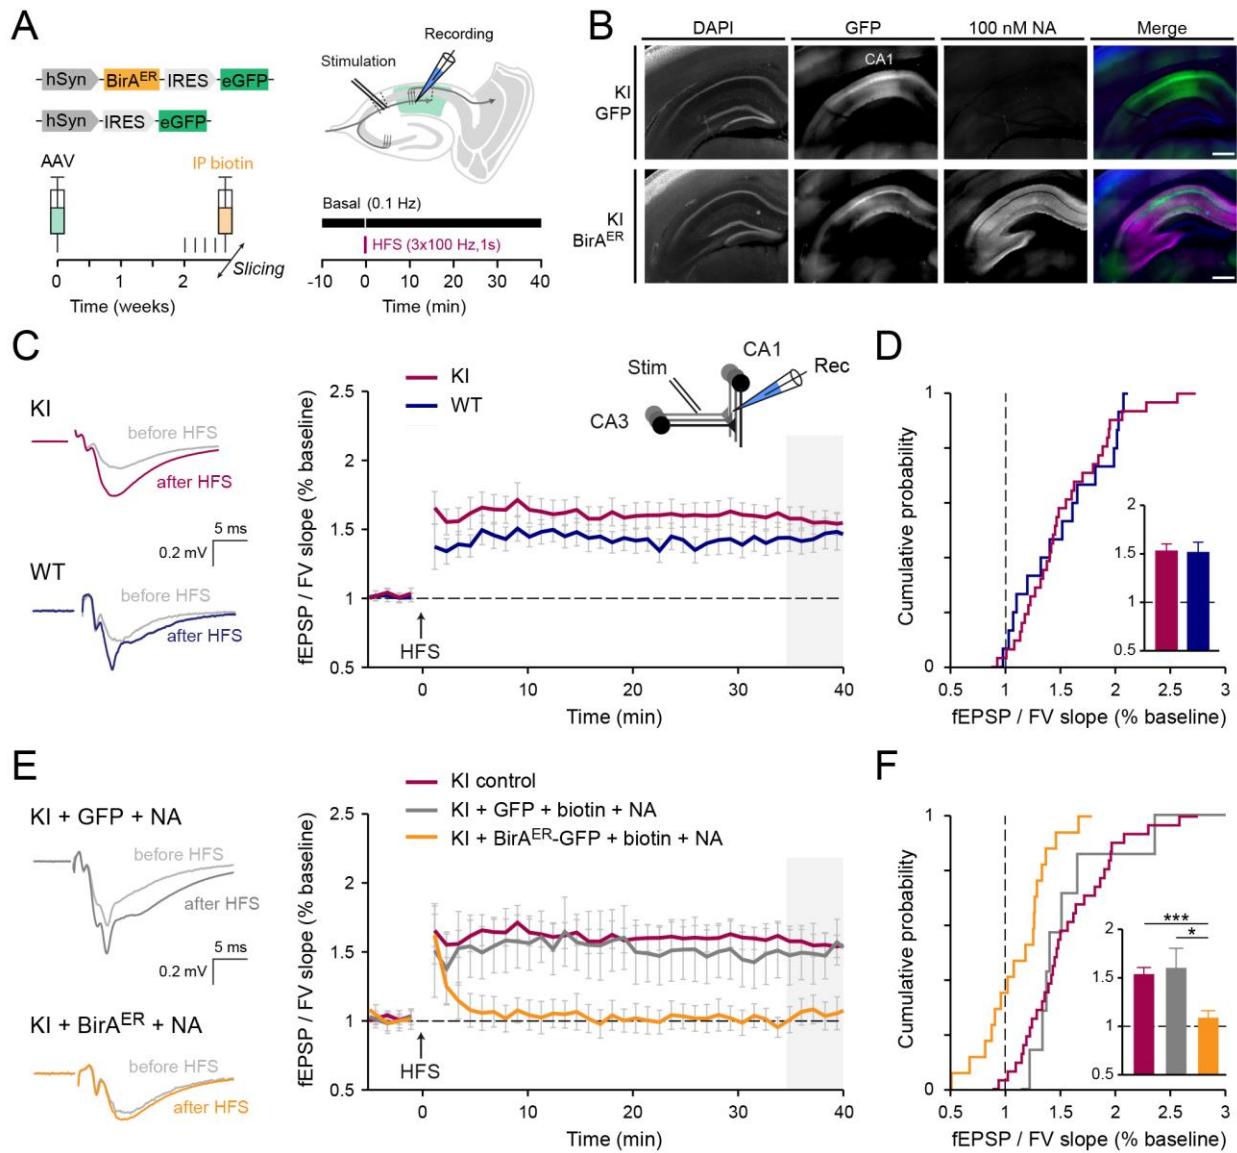 A
hSyn BirA^ER IRES eGFP
hSyn IRES eGFP
AAV
IP biotin
Slicing
0 1 2
Time (weeks)
Recording
Stimulation
Basal (0.1 Hz)
HFS (3x100 Hz,1s)
-10 0 10 20 30 40
Time (min)
B
DAPI GFP 100 nM NA Merge
KI
GFP
CA1
KI
BirA^ER
C
KI
before HFS
after HFS
5 ms
0.2 mV
WT
before HFS
after HFS
KI
WT
Stim
CA1
Rec
CA3
fEPSP / FV slope (% baseline)
2.5
2
1.5
1
0.5
HFS
0 10 20 30 40
Time (min)
D
Cumulative probability
1
0
2
1.5
1
0.5
0.5 1 1.5 2 2.5 3
fEPSP / FV slope (% baseline)
E
KI + GFP + NA
before HFS
after HFS
5 ms
0.2 mV
KI + BirA^ER + NA
before HFS
after HFS
KI control
KI + GFP + biotin + NA
KI + BirA^ER-GFP + biotin + NA
fEPSP / FV slope (% baseline)
2.5
2
1.5
1
0.5
HFS
0 10 20 30 40
Time (min)
F
Cumulative probability
1
0
***
*
2
1.5
1
0.5
0.5 1 1.5 2 2.5 3
fEPSP / FV slope (% baseline)